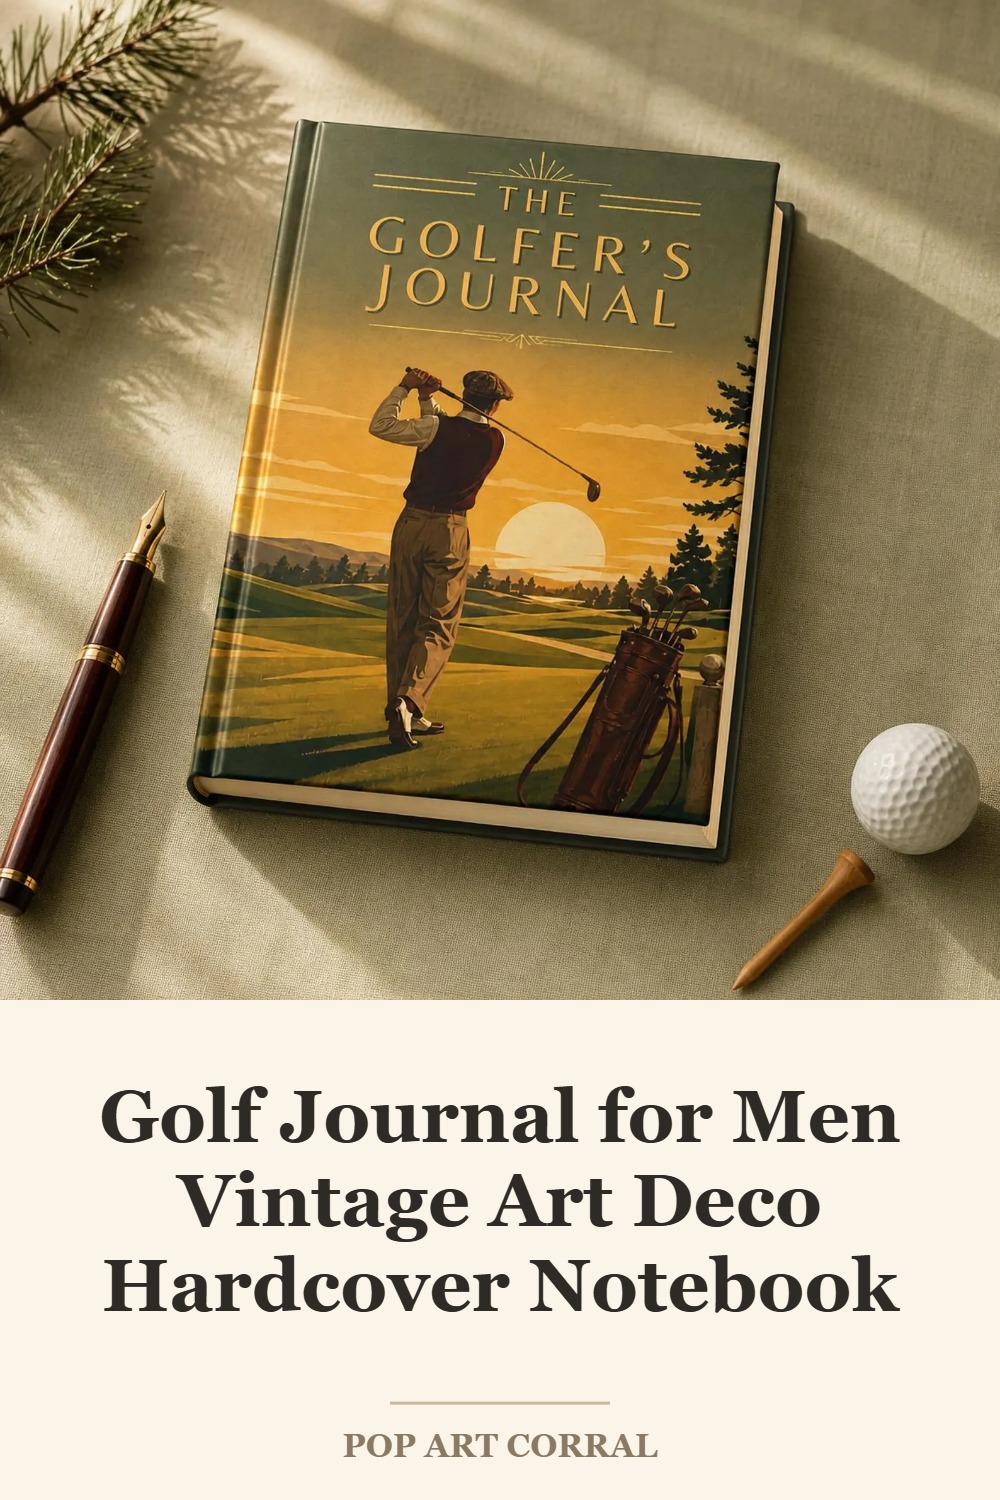 THE
GOLFER'S
JOURNAL
Golf Journal for Men
Vintage Art Deco
Hardcover Notebook
POP ART CORRAL